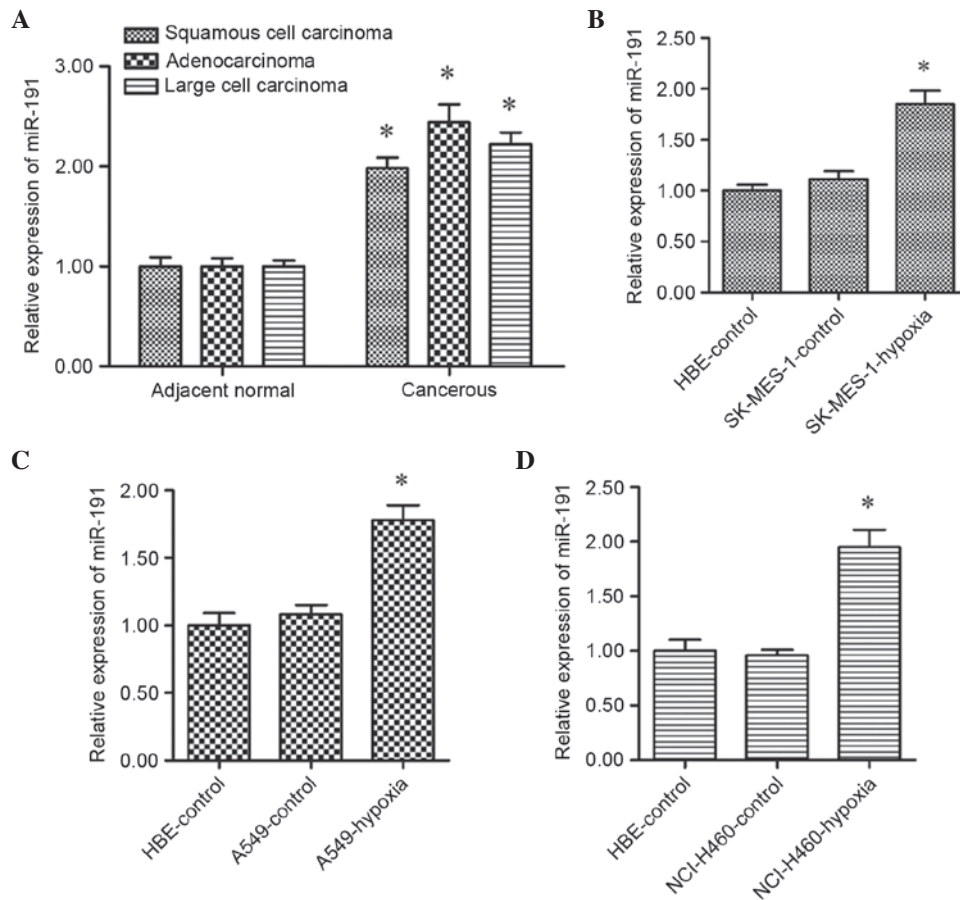 A
Squamous cell carcinoma
Adenocarcinoma
Large cell carcinoma
Relative expression of miR-191
3.00
2.00
1.00
0.00
*
*
*
Adjacent normal
Cancerous
B
Relative expression of miR-191
2.50
2.00
1.50
1.00
0.50
0.00
*
HBE-control
SK-MES-1-control
SK-MES-1-hypoxia
C
Relative expression of miR-191
2.00
1.50
1.00
0.50
0.00
*
HBE-control
A549-control
A549-hypoxia
D
Relative expression of miR-191
2.50
2.00
1.50
1.00
0.50
0.00
*
HBE-control
NCI-H460-control
NCI-H460-hypoxia